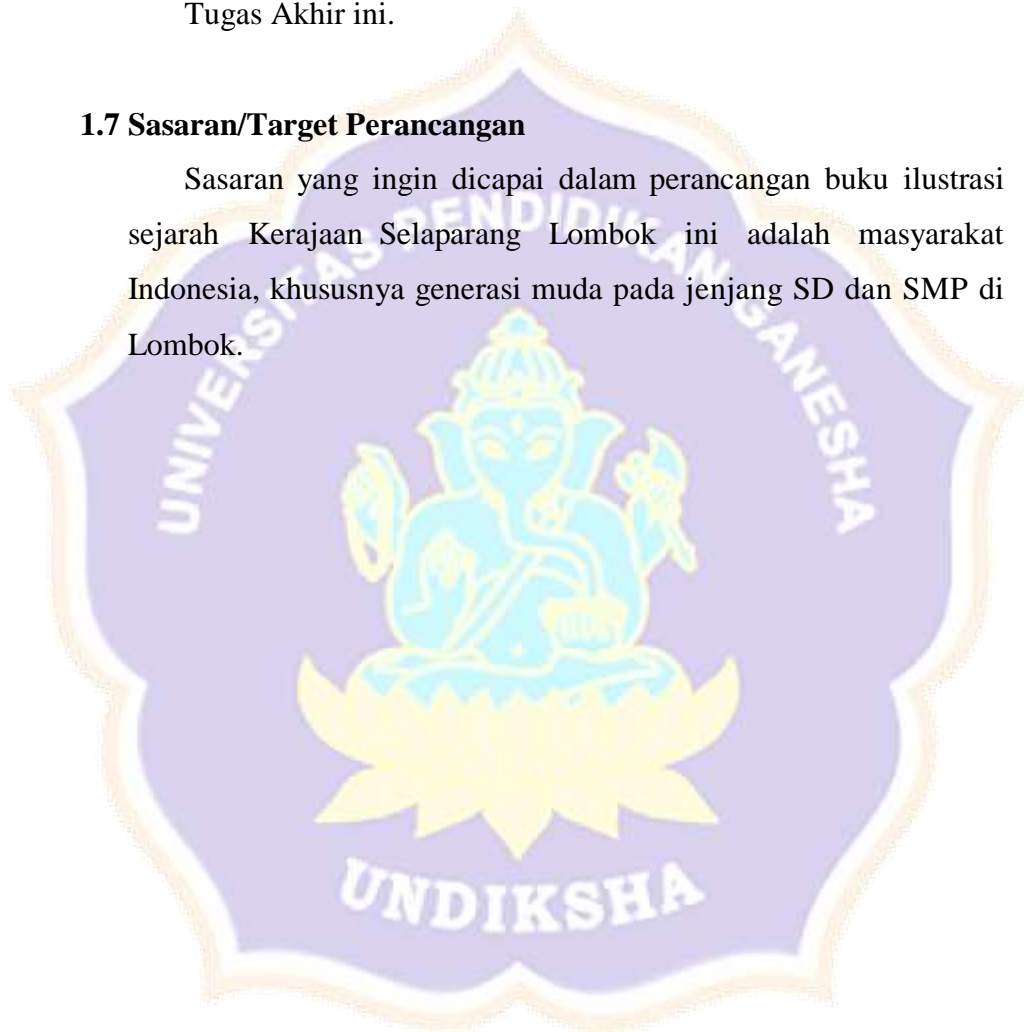 Tugas Akhir ini.
1.7 Sasaran/Target Perancangan
Sasaran yang ingin dicapai dalam perancangan buku ilustrasi
sejarah Kerajaan Selaparang Lombok ini adalah masyarakat
Indonesia, khususnya generasi muda pada jenjang SD dan SMP di
Lombok.
UNIVERSITAS PENDIDIKAN GANESHA
UNDIKSHA